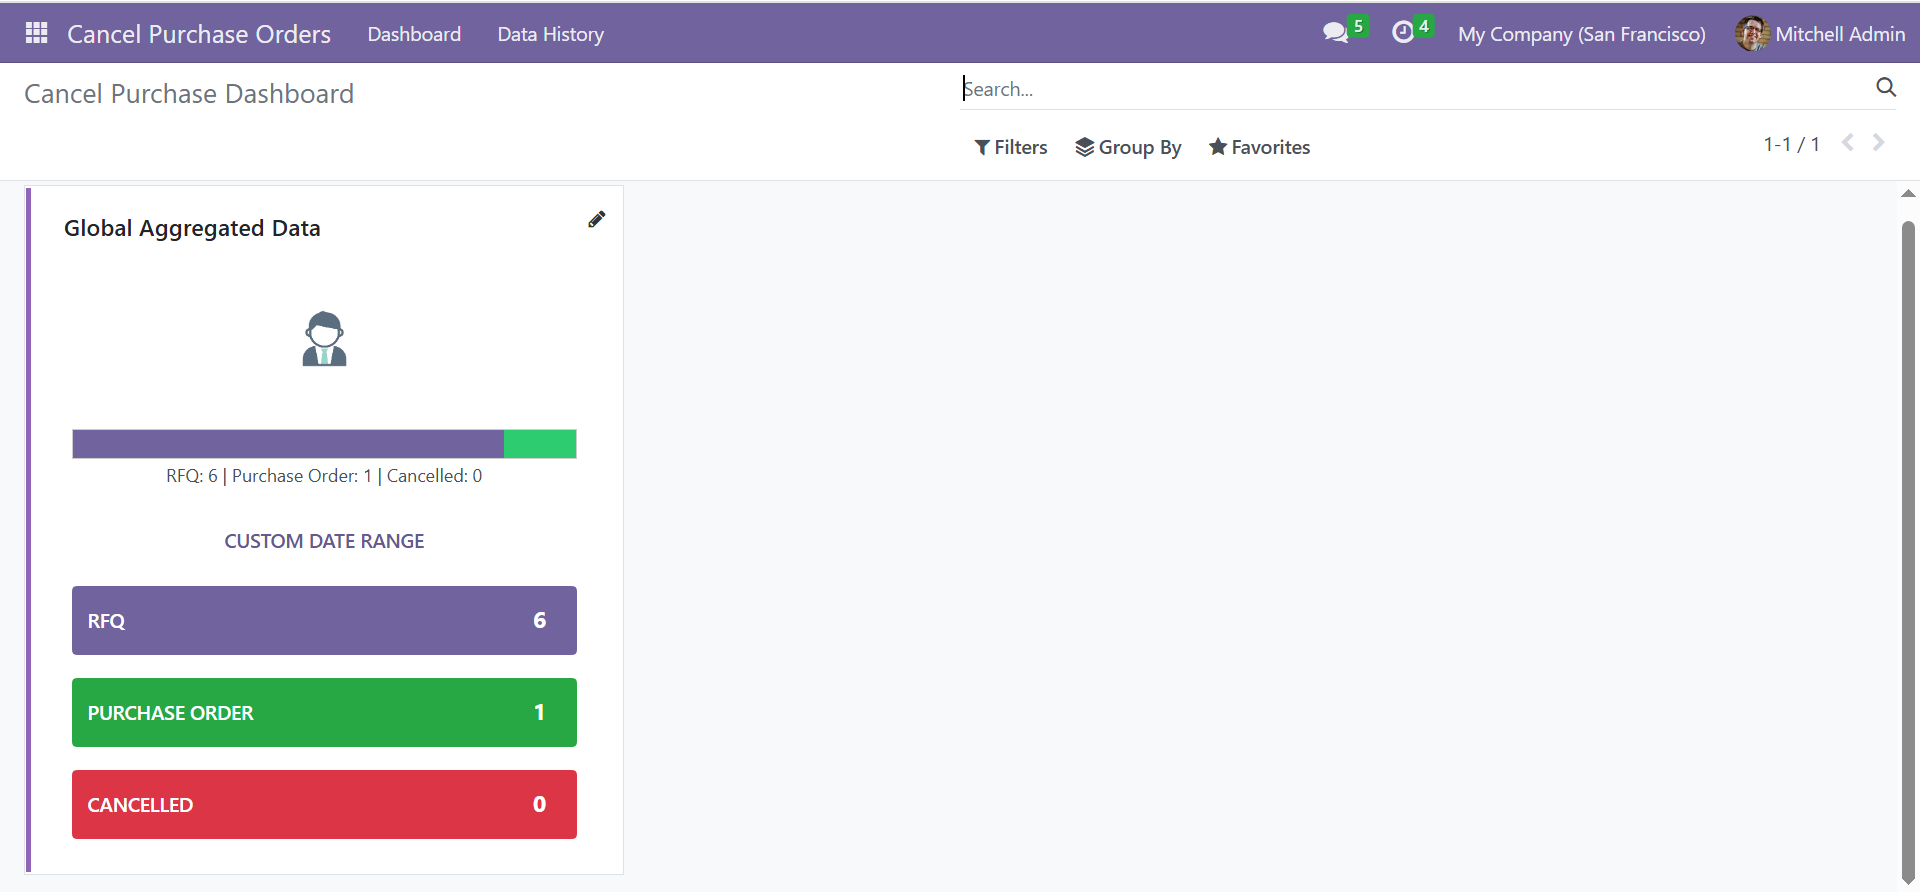 Cancel Purchase Orders Dashboard Data History 5 4 My Company (San Francisco) Mitchell Admin
Cancel Purchase Dashboard
Search...
Filters Group By Favorites 1-1 / 1
Global Aggregated Data
RFQ: 6 | Purchase Order: 1 | Cancelled: 0
CUSTOM DATE RANGE
RFQ 6
PURCHASE ORDER 1
CANCELLED 0